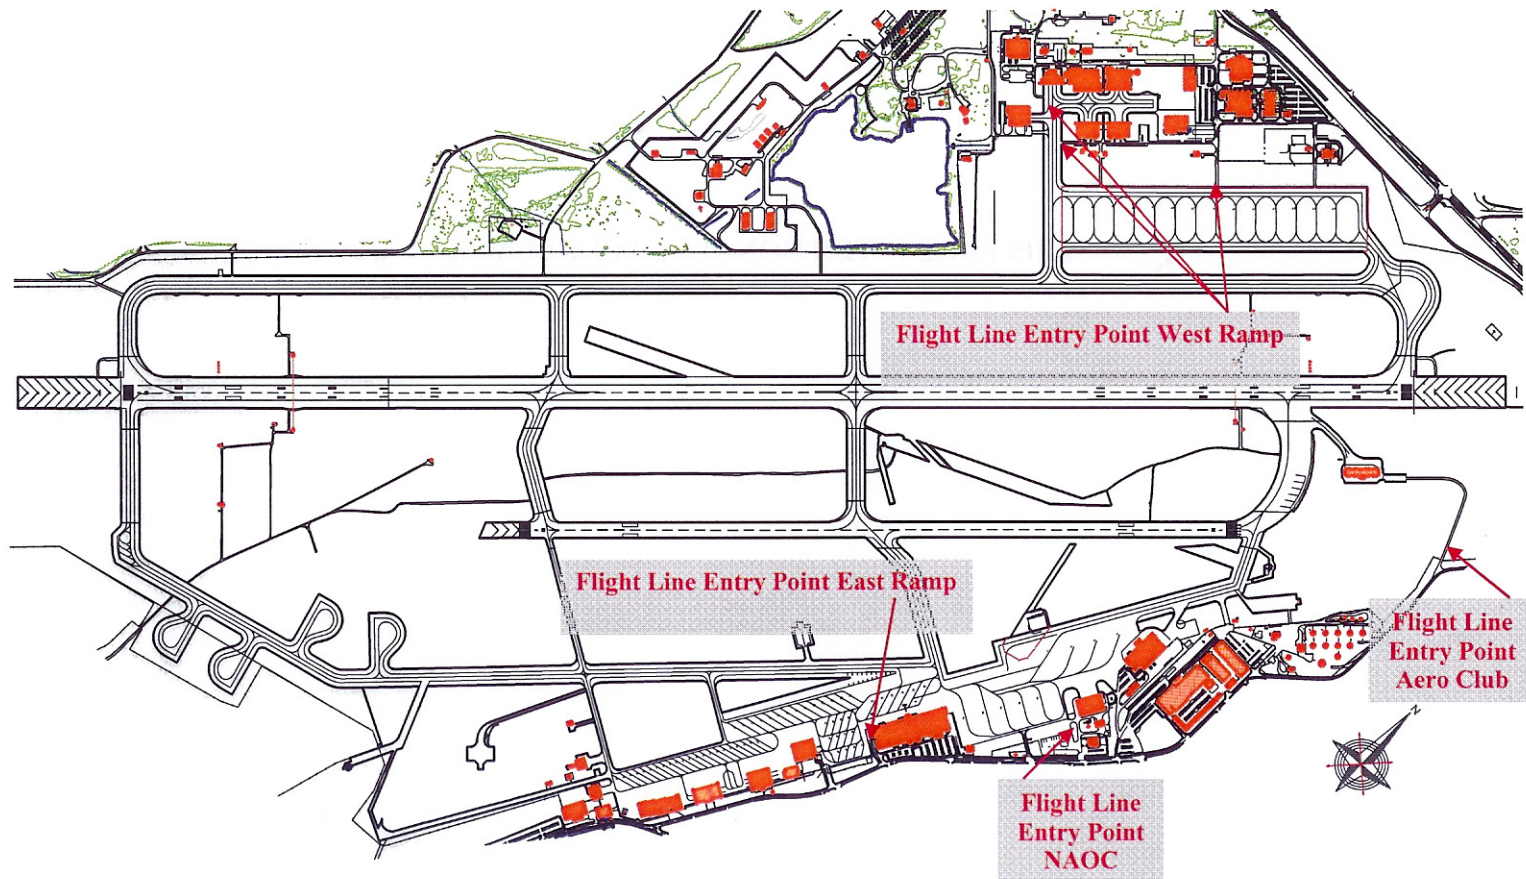 Flight Line Entry Point West Ramp
Flight Line Entry Point East Ramp
Flight Line
Entry Point
Aero Club
Flight Line
Entry Point
NAOC